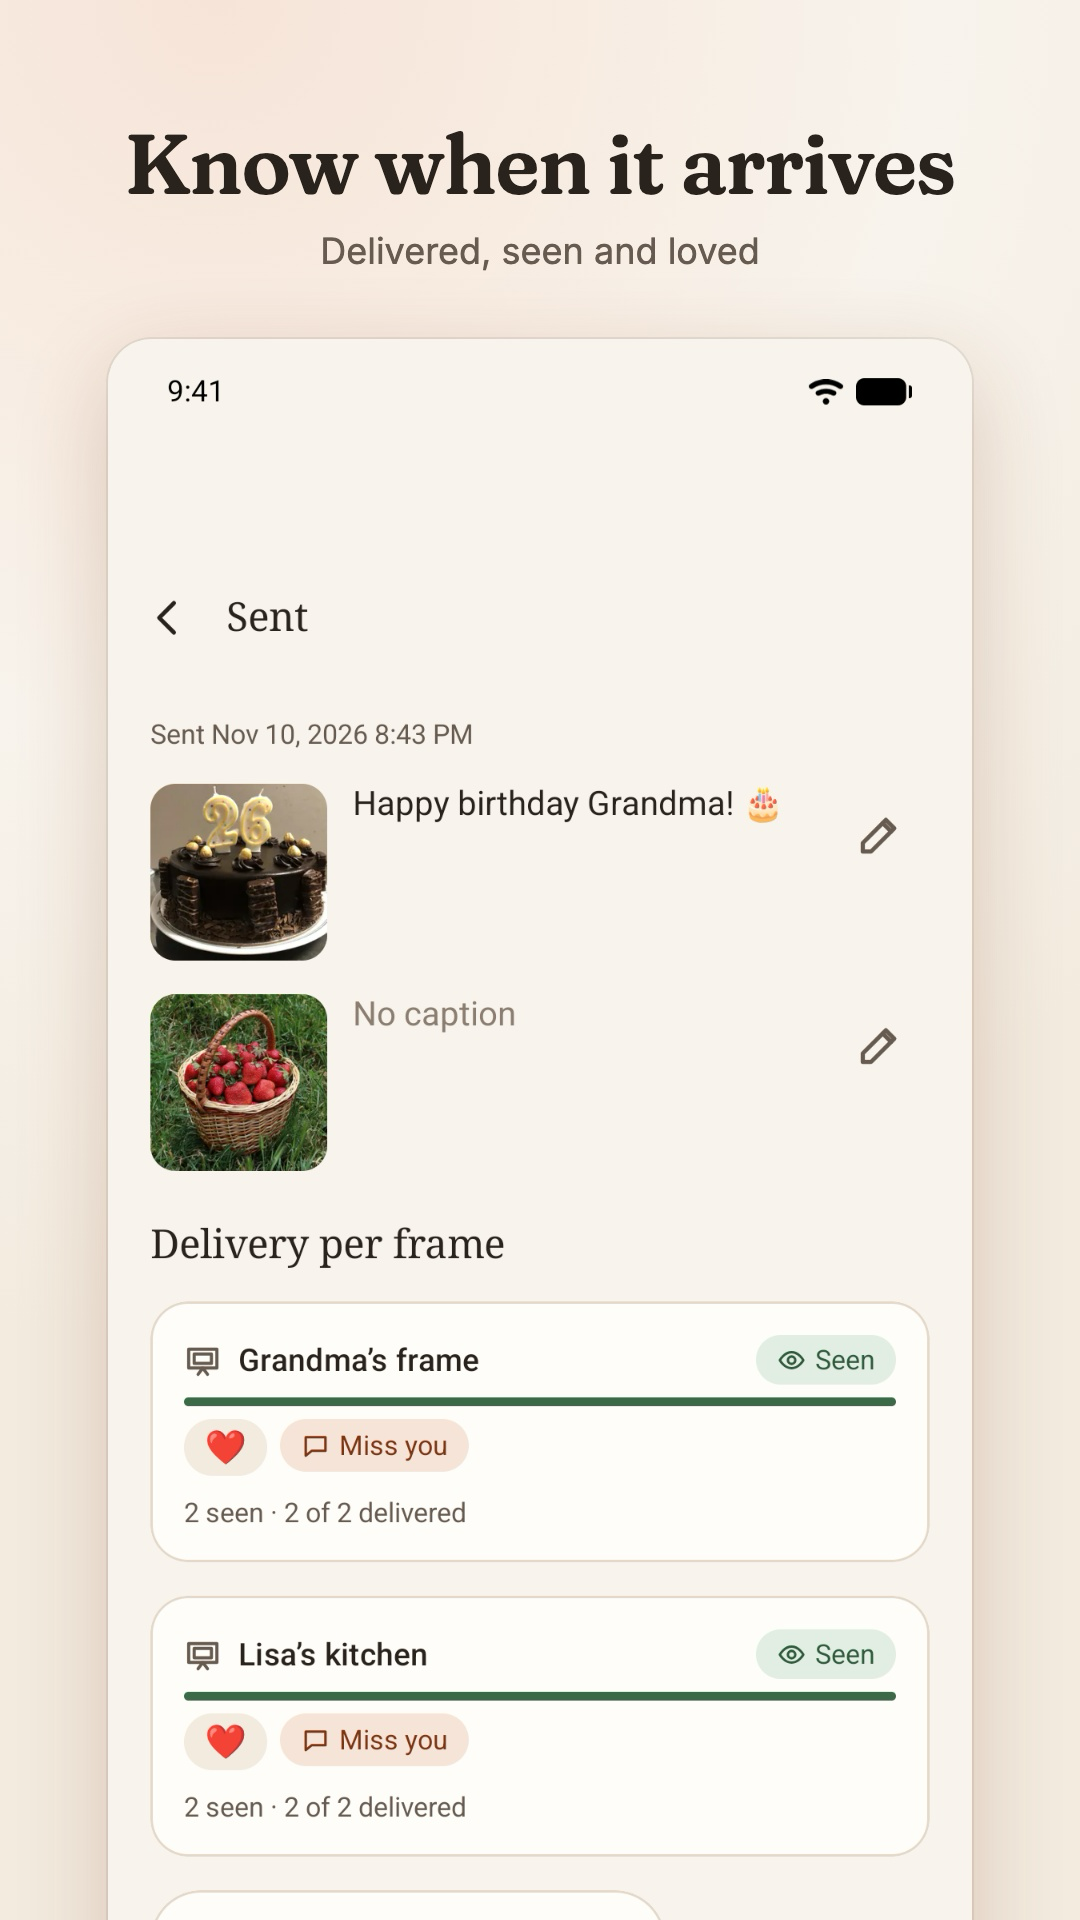 Know when it arrives
Delivered, seen and loved
9:41
Sent
Sent Nov 10, 2026 8:43 PM
26
Happy birthday Grandma! 🎂
No caption
Delivery per frame
Grandma’s frame
Seen
❤️
Miss you
2 seen · 2 of 2 delivered
Lisa’s kitchen
Seen
❤️
Miss you
2 seen · 2 of 2 delivered